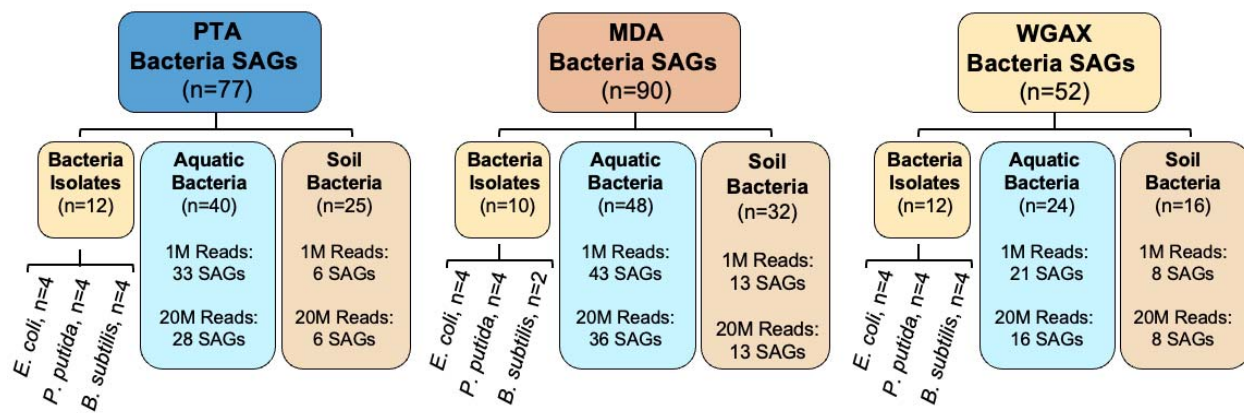 PTA
Bacteria SAGs
(n=77)
Bacteria
Isolates
(n=12)
E. coli, n=4
P. putida, n=4
B. subtilis, n=4
Aquatic
Bacteria
(n=40)
1M Reads:
33 SAGs
20M Reads:
28 SAGs
Soil
Bacteria
(n=25)
1M Reads:
6 SAGs
20M Reads:
6 SAGs
MDA
Bacteria SAGs
(n=90)
Bacteria
Isolates
(n=10)
E. coli, n=4
P. putida, n=4
B. subtilis, n=2
Aquatic
Bacteria
(n=48)
1M Reads:
43 SAGs
20M Reads:
36 SAGs
Soil
Bacteria
(n=32)
1M Reads:
13 SAGs
20M Reads:
13 SAGs
WGAX
Bacteria SAGs
(n=52)
Bacteria
Isolates
(n=12)
E. coli, n=4
P. putida, n=4
B. subtilis, n=4
Aquatic
Bacteria
(n=24)
1M Reads:
21 SAGs
20M Reads:
16 SAGs
Soil
Bacteria
(n=16)
1M Reads:
8 SAGs
20M Reads:
8 SAGs